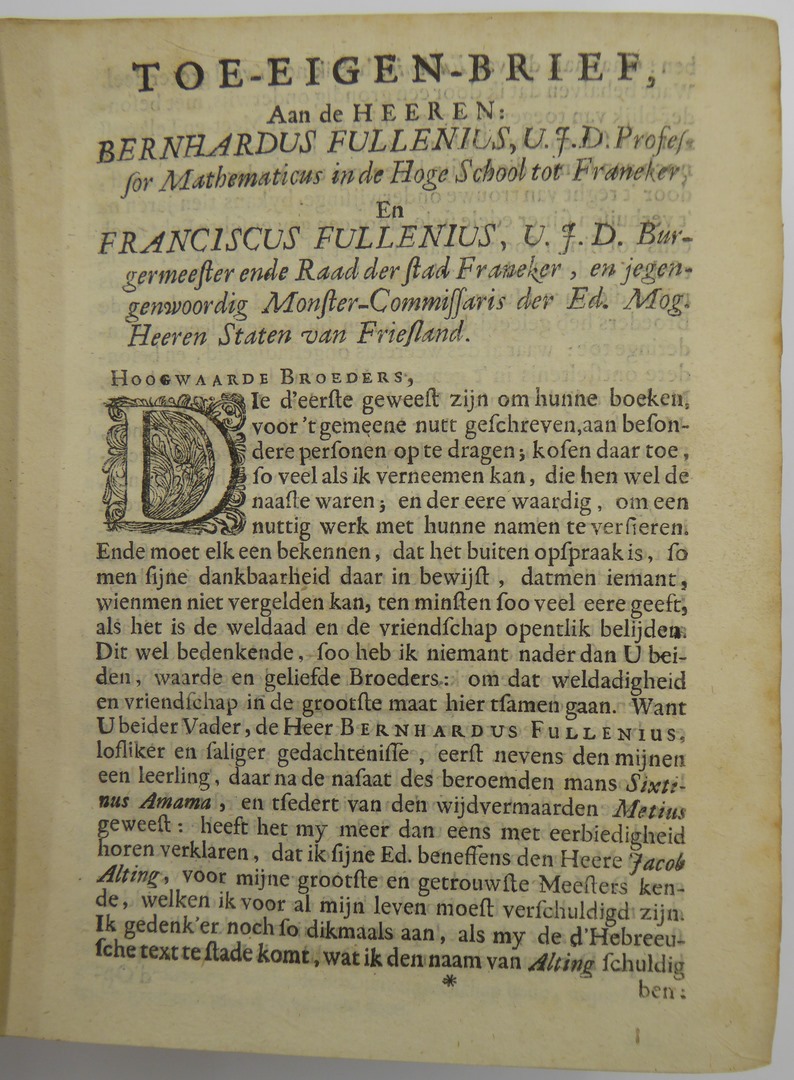 TOE-EIGEN-BRIEF,
Aan de HEEREN:
BERNHARDUS FULLENIUS, U. J. D. Profeſ-
ſor Mathematicus in de Hoge School tot Franeker,
En
FRANCISCUS FULLENIUS, U. J. D. Bur-
germeeſter ende Raad der ſtad Franeker, en jegen-
genwoordig Monſter-Commiſſaris der Ed. Mog.
Heeren Staten van Frieſland.
HOOGWAARDE BROEDERS,
DIe d'eerſte geweeſt zijn om hunne boeken,
voor 't gemeene nutt geſchreven, aan beſon-
dere perſonen op te dragen; koſen daar toe,
ſo veel als ik verneemen kan, die hen wel de
naaſte waren; en der eere waardig, om een
nuttig werk met hunne namen te verſieren.
Ende moet elk een bekennen, dat het buiten opſpraak is, ſo
men ſijne dankbaarheid daar in bewijſt, datmen iemant,
wienmen niet vergelden kan, ten minſten ſoo veel eere geeft,
als het is de weldaad en de vriendſchap opentlik belijden.
Dit wel bedenkende, ſoo heb ik niemant nader dan U bei-
den, waarde en geliefde Broeders: om dat weldadigheid
en vriendſchap in de grootſte maat hier tſamen gaan. Want
U beider Vader, de Heer BERNHARDUS FULLENIUS,
lofliker en ſaliger gedachteniſſe, eerſt nevens den mijnen
een leerling, daar na de nafaat des beroemden mans Sixti-
nus Amama, en tſedert van den wijdvermaarden Metius
geweeſt: heeft het my meer dan eens met eerbiedigheid
horen verklaren, dat ik ſijne Ed. beneffens den Heere Jacob
Alting, voor mijne grootſte en getrouwſte Meeſters ken-
de, welken ik voor al mijn leven moeſt verſchuldigd zijn.
Ik gedenk'er noch ſo dikmaals aan, als my de d'Hebreeu-
ſche text te ſtade komt, wat ik den naam van Alting ſchuldig
*
ben: